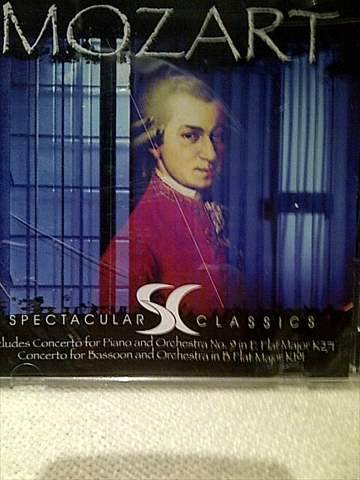 MOZART
SPECTACULAR SC CLASSICS
cludes Concerto for Piano and Orchestra No. 9 in E Flat Major K271
Concerto for Bassoon and Orchestra in B Flat Major K191